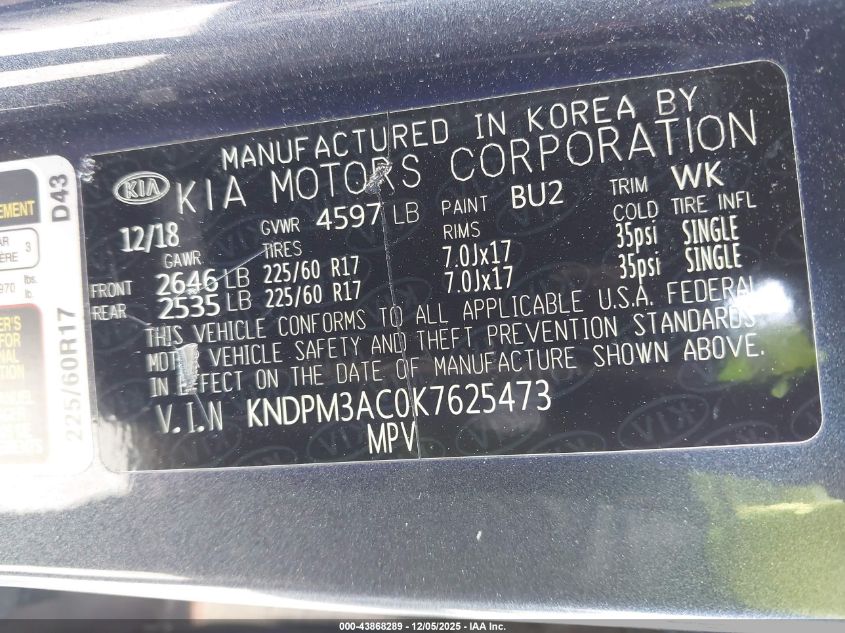 MANUFACTURED IN KOREA BY
KIA KIA MOTORS CORPORATION
12/18 GVWR 4597 LB PAINT BU2 TRIM WK
GAWR TIRES RIMS COLD TIRE INFL
FRONT 2646 LB 225/60 R17 7.0Jx17 35psi SINGLE
REAR 2535 LB 225/60 R17 7.0Jx17 35psi SINGLE
THIS VEHICLE CONFORMS TO ALL APPLICABLE U.S.A. FEDERAL
MOTOR VEHICLE SAFETY AND THEFT PREVENTION STANDARDS
IN EFFECT ON THE DATE OF MANUFACTURE SHOWN ABOVE.
V.I.N KNDPM3AC0K7625473
MPV
D43
225/60R17
000-43868289 - 12/05/2025 - IAA Inc.